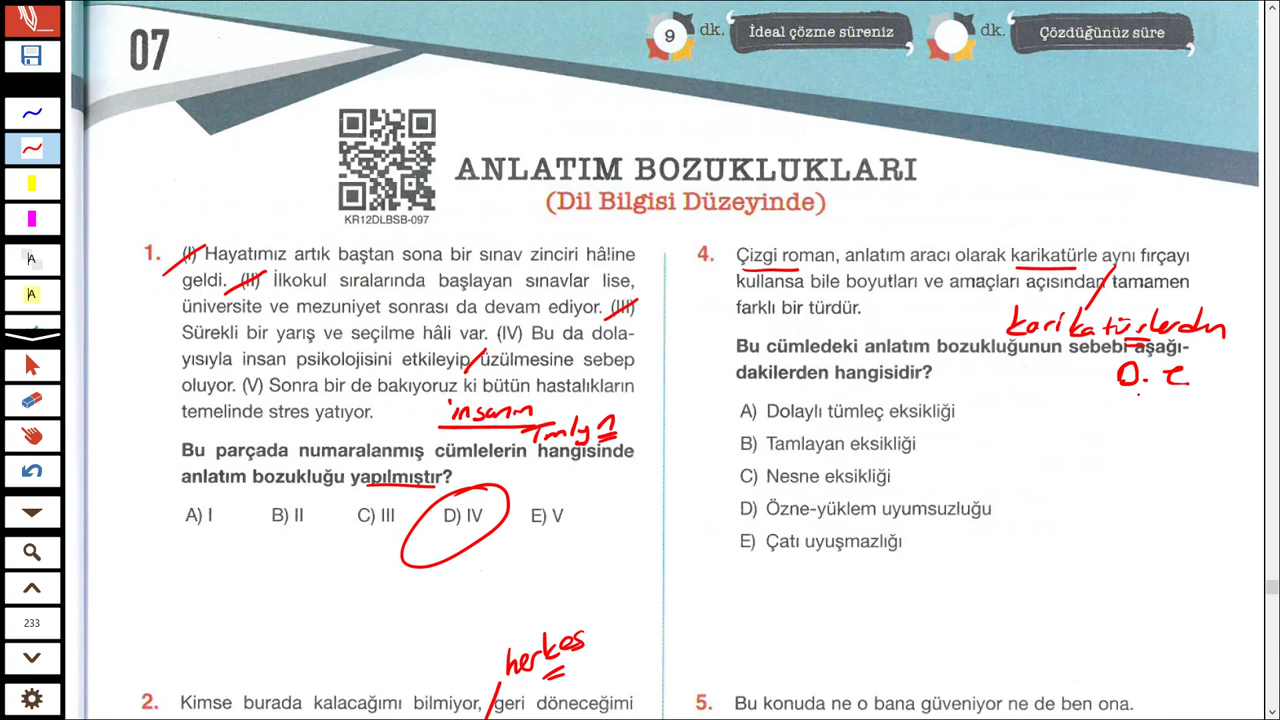 07
9 dk. İdeal çözme süreniz
dk. Çözdüğünüz süre
KR12DLBSB-097
ANLATIM BOZUKLUKLARI
(Dil Bilgisi Düzeyinde)
1. (I) Hayatımız artık baştan sona bir sınav zinciri hâline
geldi. (II) İlkokul sıralarında başlayan sınavlar lise,
üniversite ve mezuniyet sonrası da devam ediyor. (III)
Sürekli bir yarış ve seçilme hâli var. (IV) Bu da dola-
yısıyla insan psikolojisini etkileyip üzülmesine sebep
oluyor. (V) Sonra bir de bakıyoruz ki bütün hastalıkların
temelinde stres yatıyor.
insanın
Tmly n
Bu parçada numaralanmış cümlelerin hangisinde
anlatım bozukluğu yapılmıştır?
A) I B) II C) III D) IV E) V
herkes
2. Kimse burada kalacağımı bilmiyor, geri döneceğimi
4. Çizgi roman, anlatım aracı olarak karikatürle aynı fırçayı
kullansa bile boyutları ve amaçları açısından tamamen
farklı bir türdür.
karikatürlerden
Bu cümledeki anlatım bozukluğunun sebebi aşağı-
dakilerden hangisidir?
D. t
A) Dolaylı tümleç eksikliği
B) Tamlayan eksikliği
C) Nesne eksikliği
D) Özne-yüklem uyumsuzluğu
E) Çatı uyuşmazlığı
5. Bu konuda ne o bana güveniyor ne de ben ona.
A
A
233